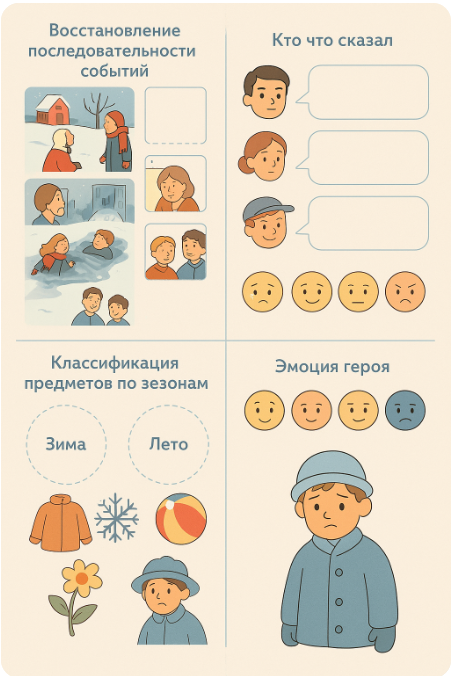 Восстановление
последовательности
событий
Кто что сказал
Классификация
предметов по зезонам
Зима
Лето
Эмоция героя